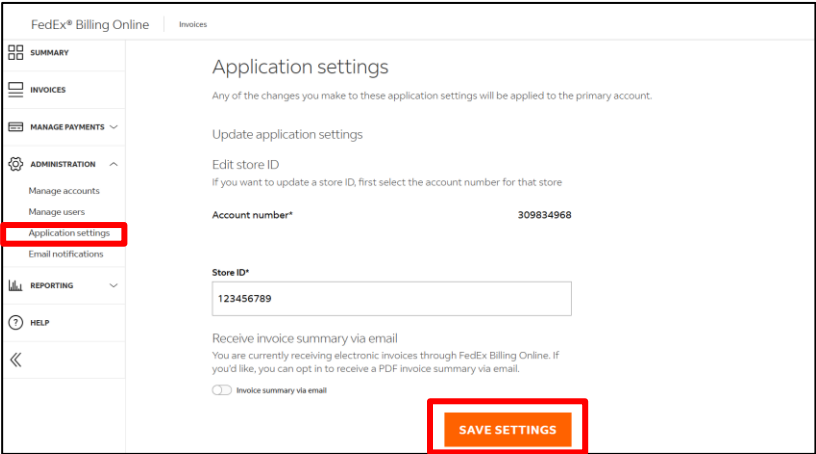 FedEx® Billing Online
Invoices
SUMMARY
INVOICES
MANAGE PAYMENTS
ADMINISTRATION
Manage accounts
Manage users
Application settings
Email notifications
REPORTING
HELP
Application settings
Any of the changes you make to these application settings will be applied to the primary account.
Update application settings
Edit store ID
If you want to update a store ID, first select the account number for that store
Account number* 309834968
Store ID*
123456789
Receive invoice summary via email
You are currently receiving electronic invoices through FedEx Billing Online. If
you'd like, you can opt in to receive a PDF invoice summary via email.
Invoice summary via email
SAVE SETTINGS